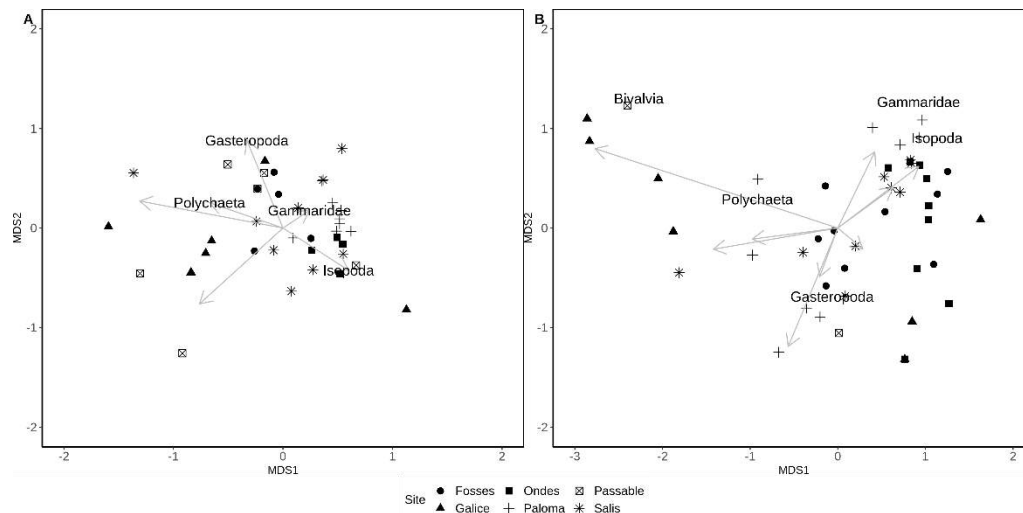 A
B
2
Bivalvia
Gammaridae
Gasteropoda
Isopoda
1
Polychaeta
Gammaridae
Polychaeta
0
MDS2
Isopoda
Gasteropoda
-1
-2
-2 -1 0 1 2
MDS1
2
1
0
MDS2
-1
-2
-3 -2 -1 0 1 2
MDS1
Site
Fosses Ondes Passable
Galice Paloma Salis